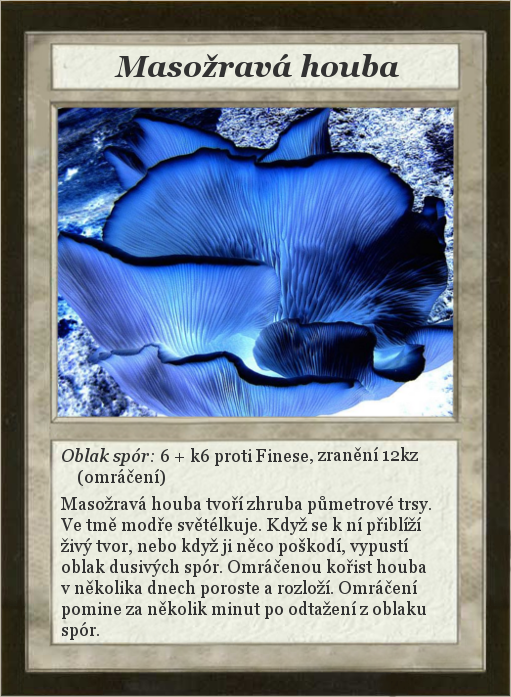 Masožravá houba
Oblak spór: 6 + k6 proti Finese, zranění 12kz
(omráčení)
Masožravá houba tvoří zhruba půmetrové trsy.
Ve tmě modře světélkuje. Když se k ní přiblíží
živý tvor, nebo když ji něco poškodí, vypustí
oblak dusivých spór. Omráčenou kořist houba
v několika dnech poroste a rozloží. Omráčení
pomine za několik minut po odtažení z oblaku
spór.